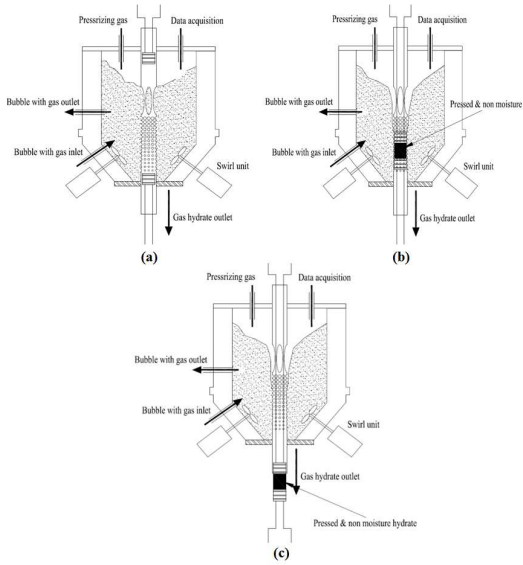 Pressrizing gas
Data acquisition
Bubble with gas outlet
Bubble with gas inlet
Swirl unit
Gas hydrate outlet
(a)
Pressrizing gas
Data acquisition
Bubble with gas outlet
Pressed & non moisture
Bubble with gas inlet
Swirl unit
Gas hydrate outlet
(b)
Pressrizing gas
Data acquisition
Bubble with gas outlet
Bubble with gas inlet
Swirl unit
Gas hydrate outlet
Pressed & non moisture hydrate
(c)